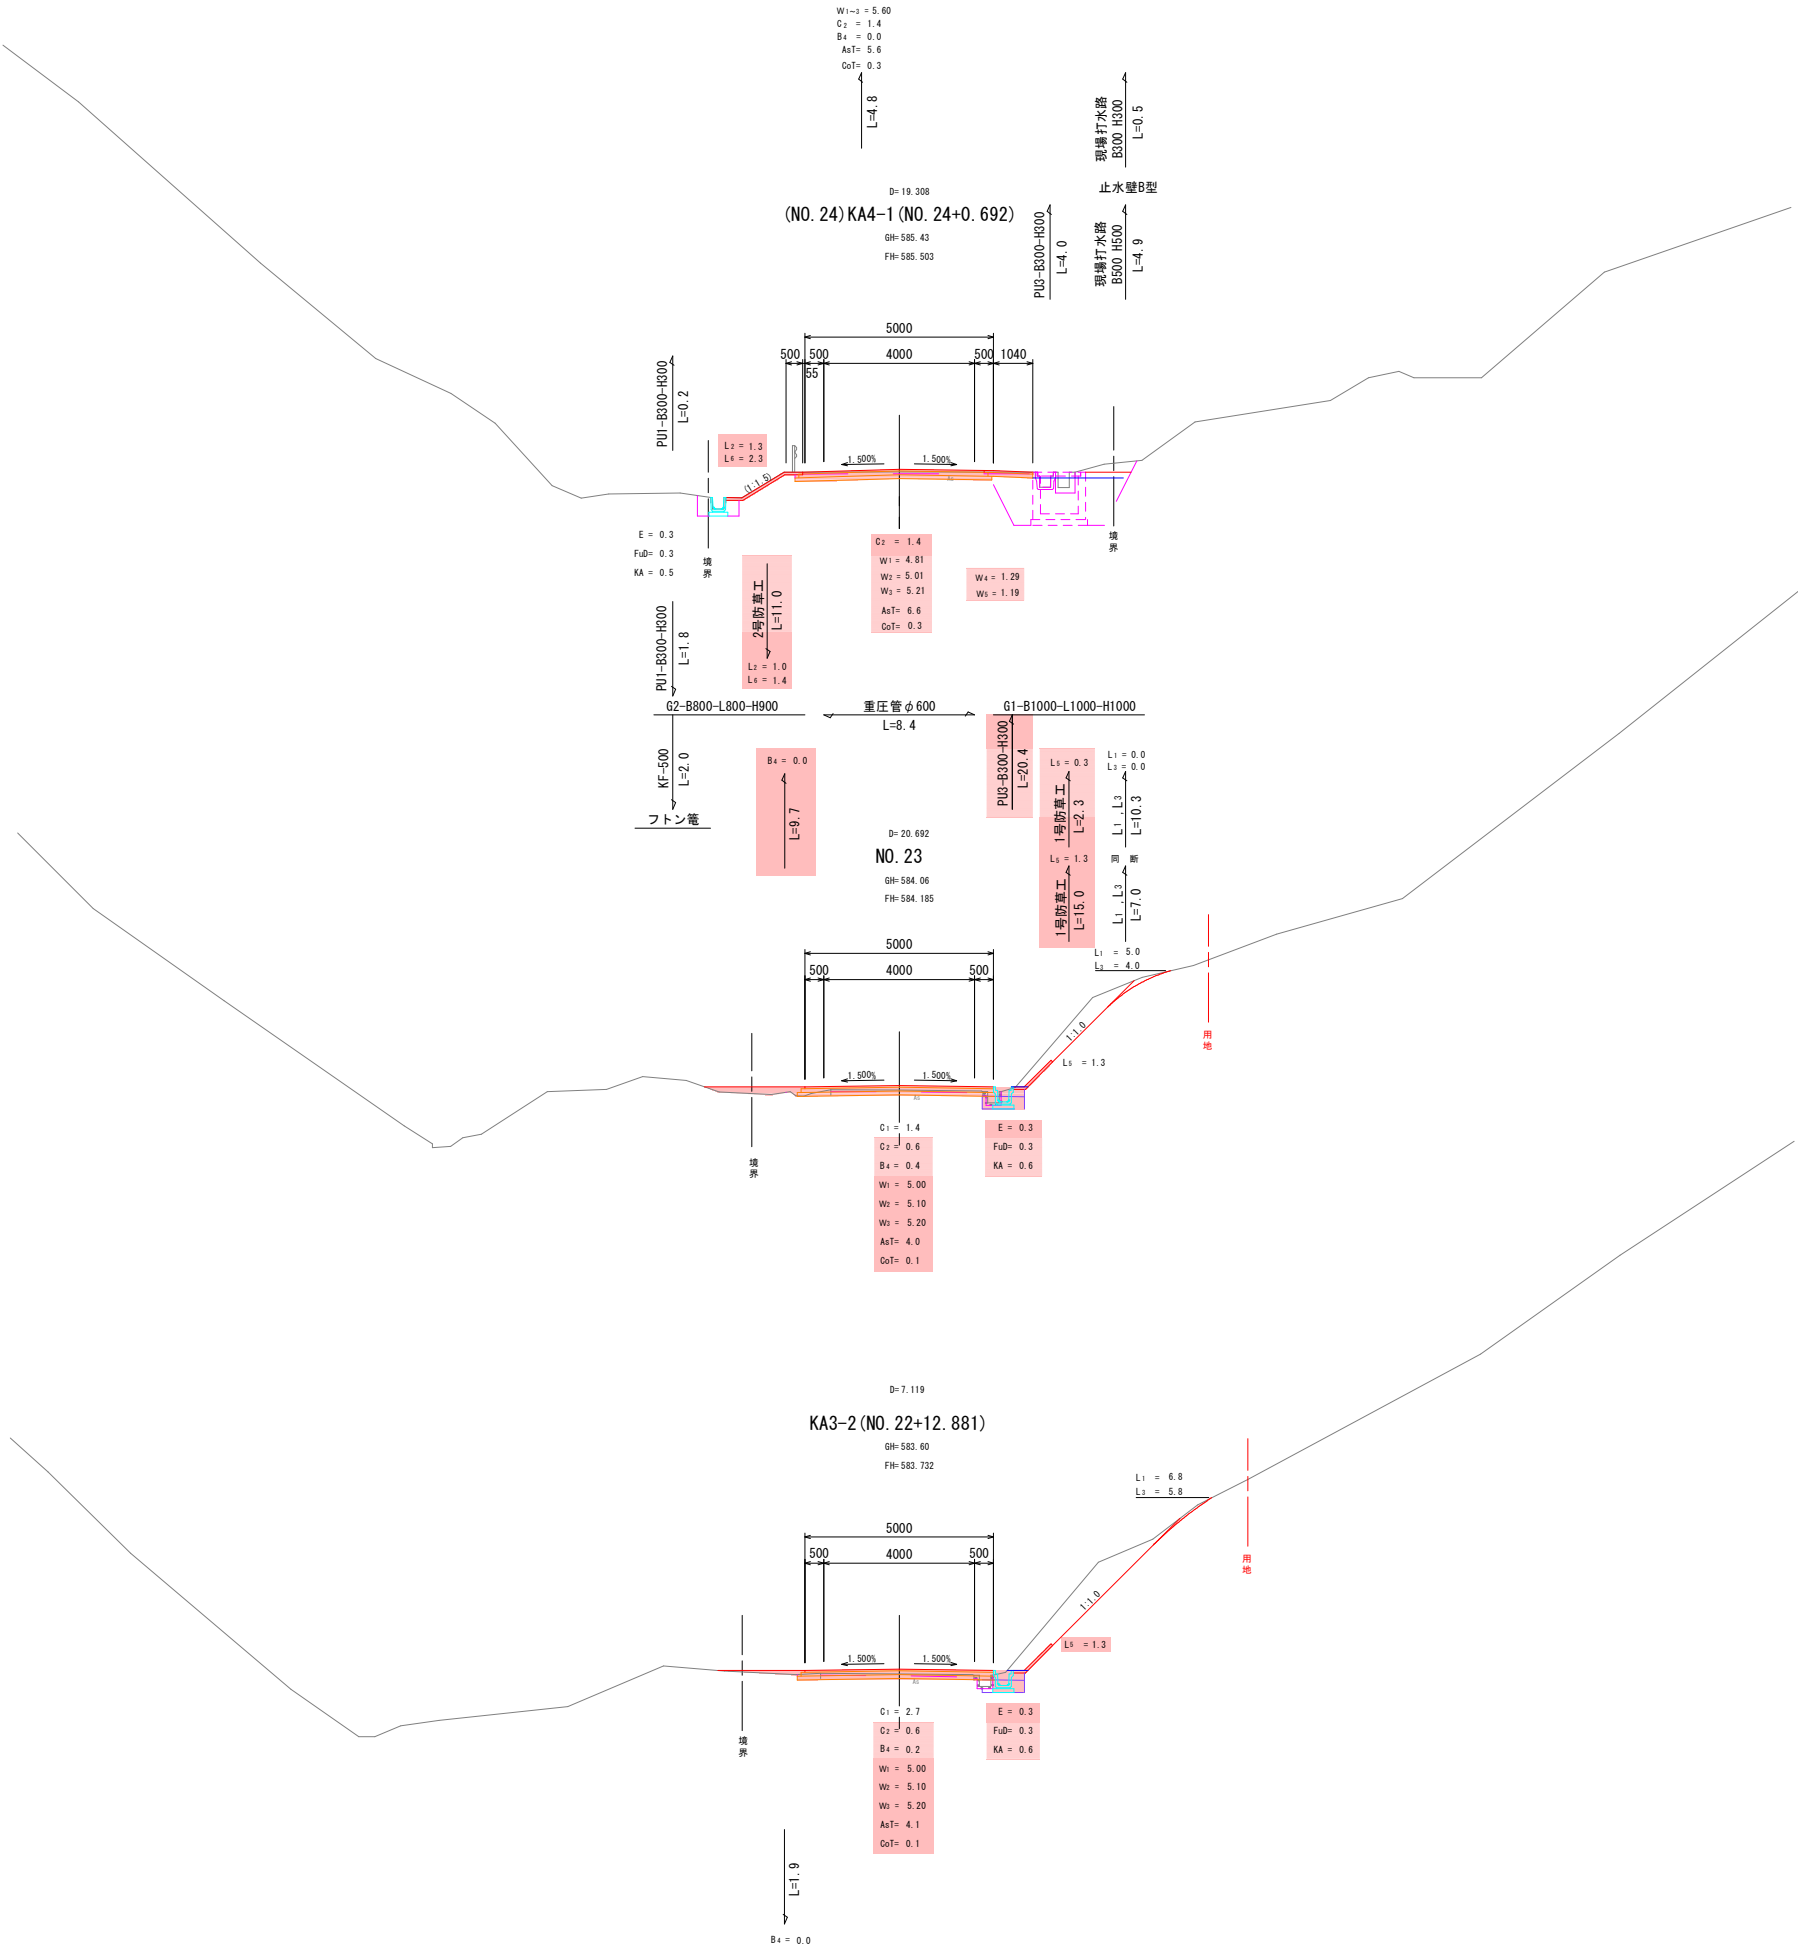 W1~3 = 5.60
C2 = 1.4
B4 = 0.0
AsT= 5.6
CoT= 0.3
L=4.8
現場打水路
B300 H300
L=0.5
止水壁B型
D= 19.308
(NO.24)KA4-1(NO.24+0.692)
GH= 585.43
FH= 585.503
PU3-B300-H300
L=4.0
現場打水路
B500 H500
L=4.9
5000
500 500 4000 500 1040
55
PU1-B300-H300
L=0.2
L2 = 1.3
L6 = 2.3
(1:1.5)
1.500% 1.500%
As
E = 0.3
FuD= 0.3
KA = 0.5
境界
境界
C2 = 1.4
W1 = 4.81
W2 = 5.01
W3 = 5.21
AsT= 6.6
CoT= 0.3
W4 = 1.29
W5 = 1.19
2号防草工
L=11.0
L2 = 1.0
L6 = 1.4
PU1-B300-H300
L=1.8
G2-B800-L800-H900
重圧管φ600
L=8.4
G1-B1000-L1000-H1000
KF-500
L=2.0
フトン篭
B4 = 0.0
L=9.7
PU3-B300-H300
L=20.4
L5 = 0.3
1号防草工
L=2.3
L1 = 0.0
L3 = 0.0
L1 , L3
L=10.3
D= 20.692
NO.23
GH= 584.06
FH= 584.185
L5 = 1.3
1号防草工
L=15.0
同 断
L1 , L3
L=7.0
L1 = 5.0
L3 = 4.0
5000
500 4000 500
1:1.0
用地
L5 = 1.3
1.500% 1.500%
As
境界
C1 = 1.4
C2 = 0.6
B4 = 0.4
W1 = 5.00
W2 = 5.10
W3 = 5.20
AsT= 4.0
CoT= 0.1
E = 0.3
FuD= 0.3
KA = 0.6
D= 7.119
KA3-2(NO.22+12.881)
GH= 583.60
FH= 583.732
L1 = 6.8
L3 = 5.8
5000
500 4000 500
用地
1:1.0
L5 = 1.3
1.500% 1.500%
As
境界
C1 = 2.7
C2 = 0.6
B4 = 0.2
W1 = 5.00
W2 = 5.10
W3 = 5.20
AsT= 4.1
CoT= 0.1
E = 0.3
FuD= 0.3
KA = 0.6
L=1.9
B4 = 0.0